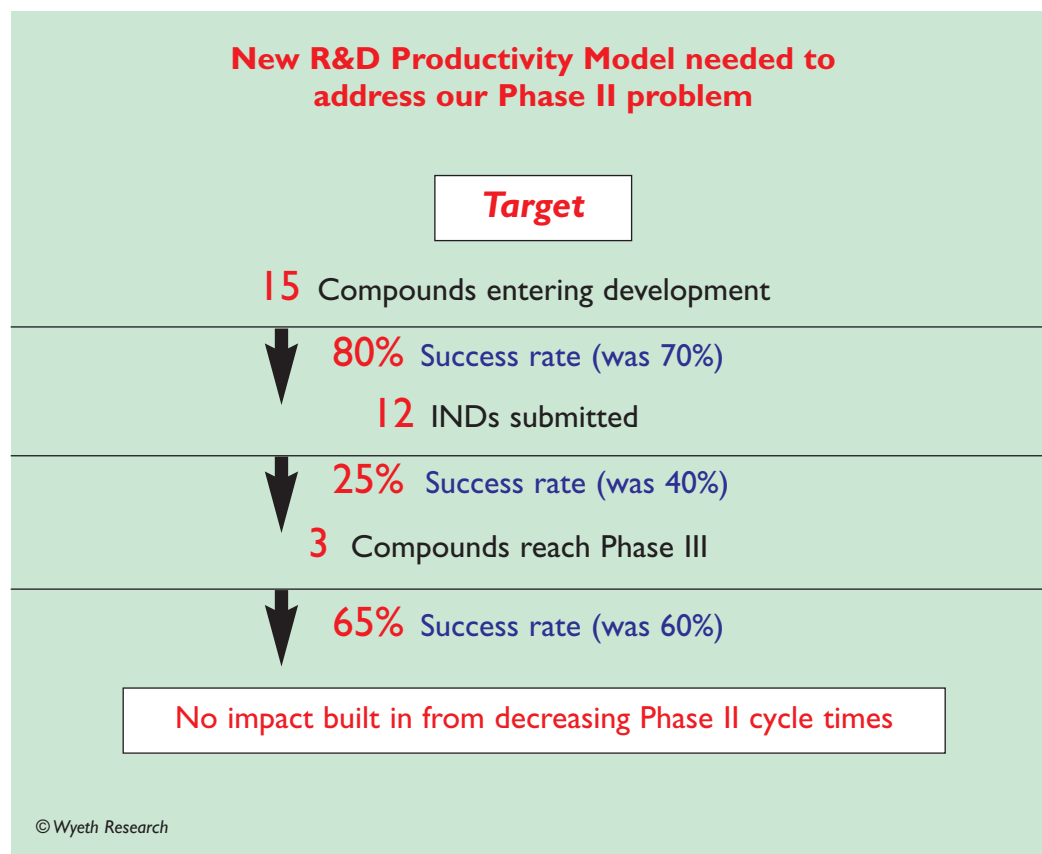 New R&D Productivity Model needed to
address our Phase II problem
Target
15 Compounds entering development
80% Success rate (was 70%)
12 INDs submitted
25% Success rate (was 40%)
3 Compounds reach Phase III
65% Success rate (was 60%)
No impact built in from decreasing Phase II cycle times
© Wyeth Research